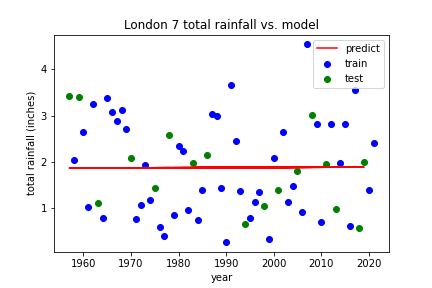 London 7 total rainfall vs. model
predict
train
test
total rainfall (inches)
4
3
2
1
1960 1970 1980 1990 2000 2010 2020
year